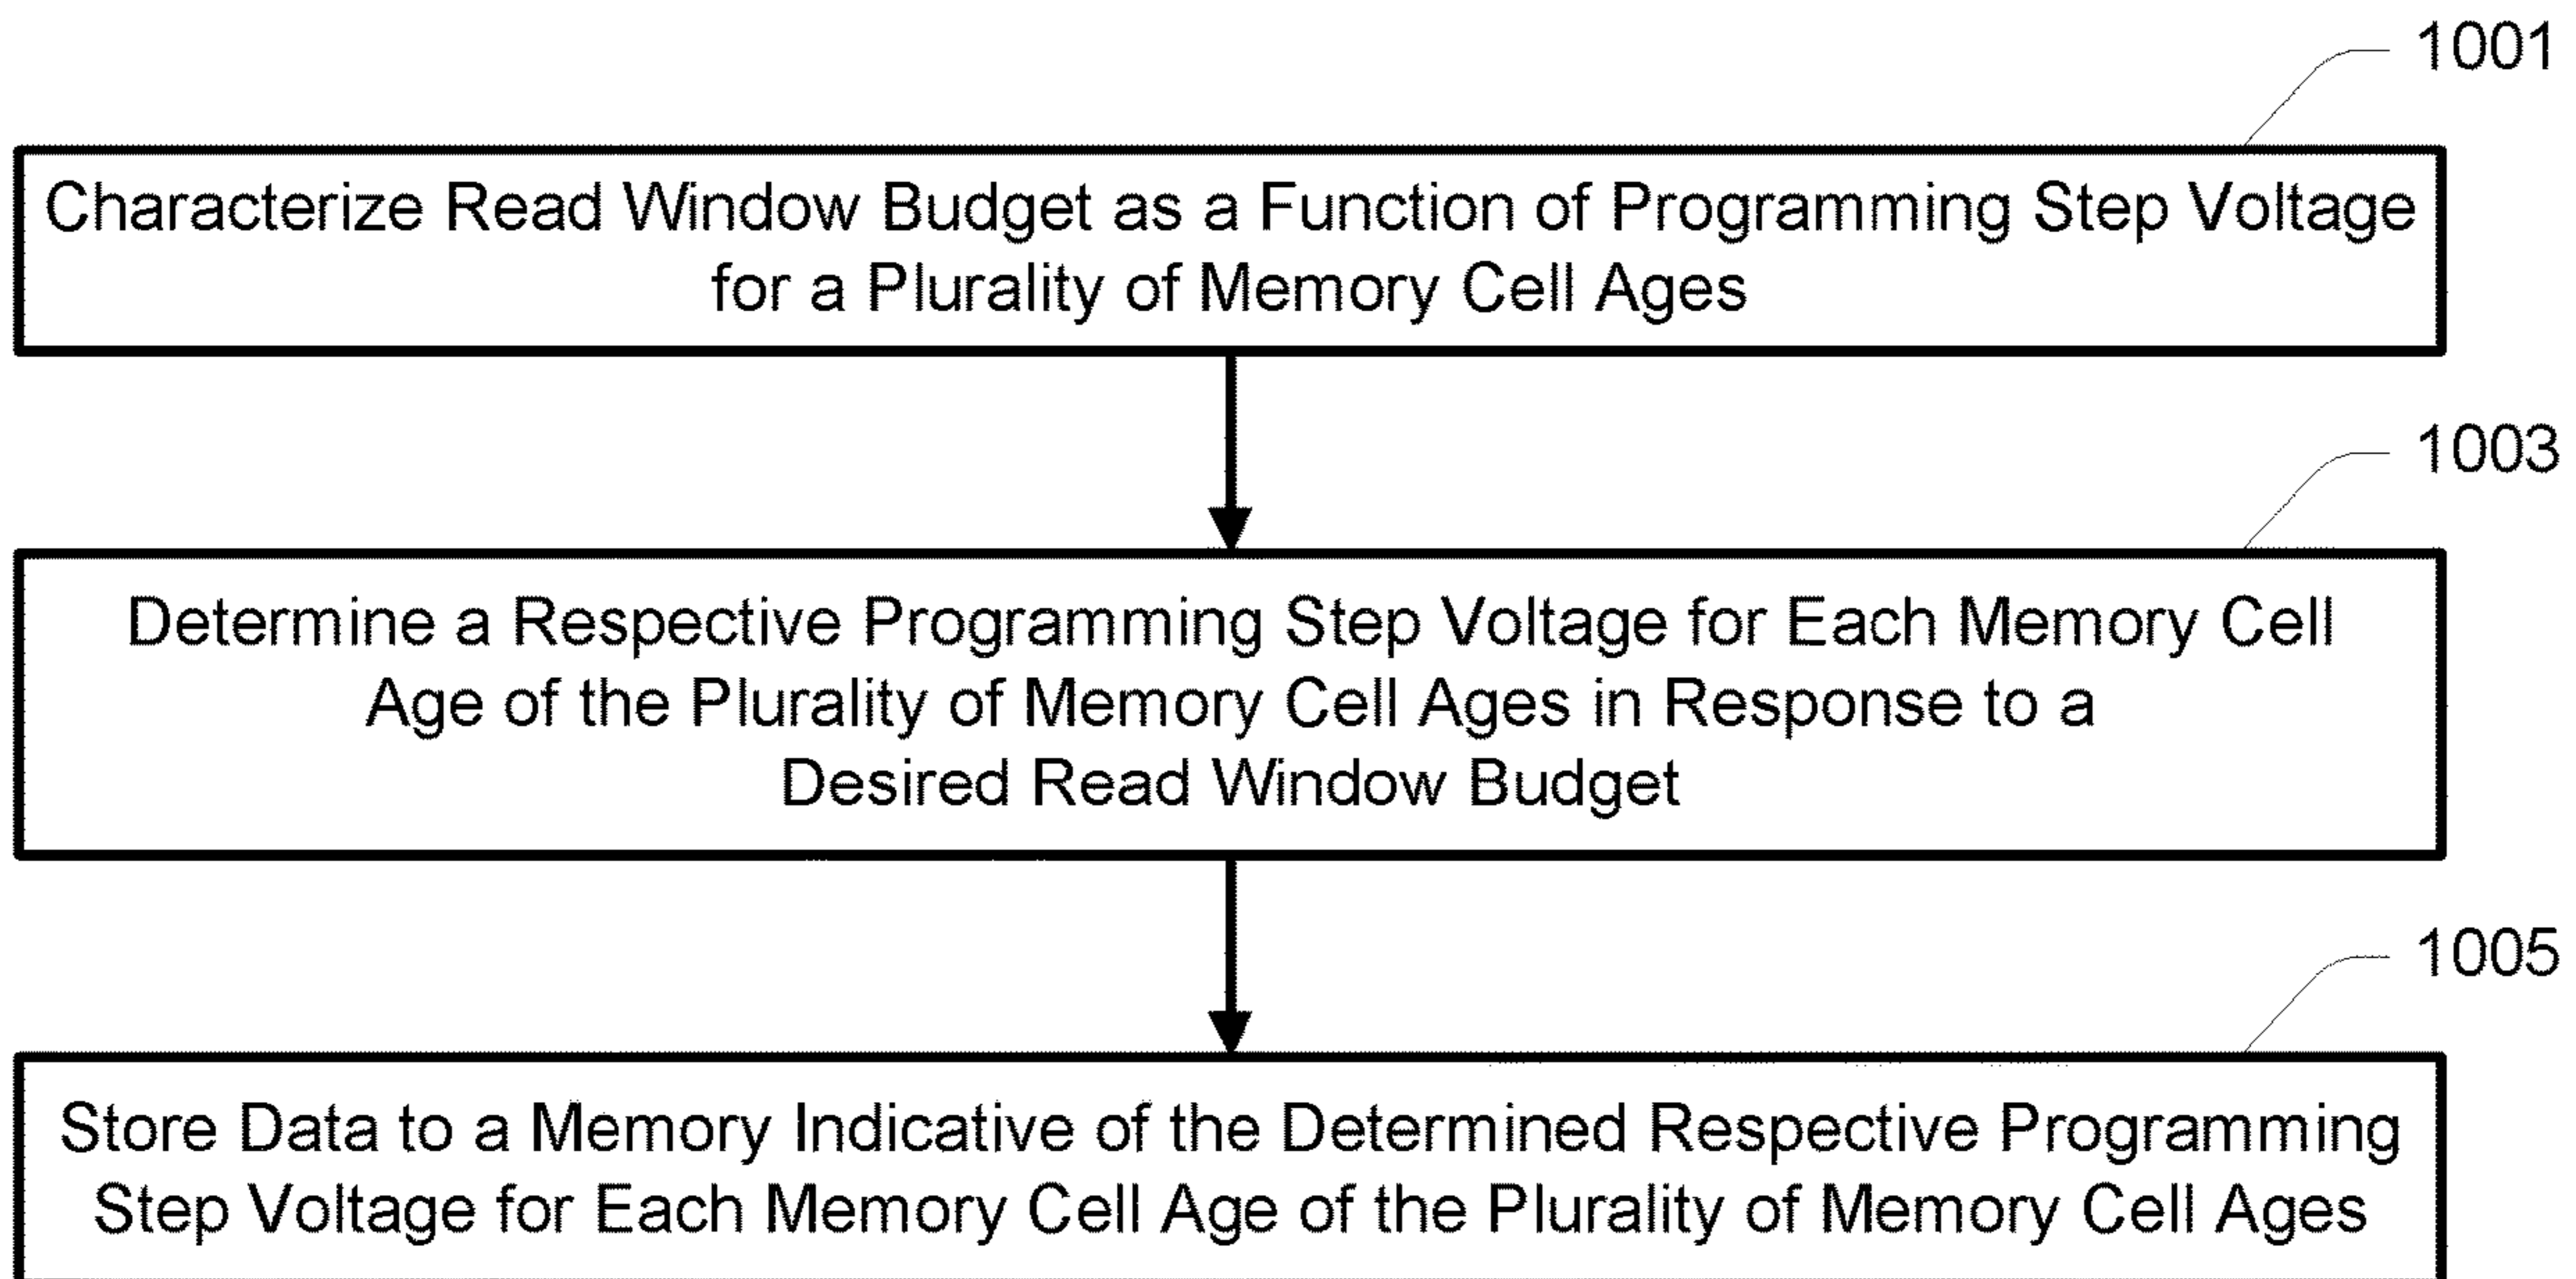 1001
Characterize Read Window Budget as a Function of Programming Step Voltage
for a Plurality of Memory Cell Ages
1003
Determine a Respective Programming Step Voltage for Each Memory Cell
Age of the Plurality of Memory Cell Ages in Response to a
Desired Read Window Budget
1005
Store Data to a Memory Indicative of the Determined Respective Programming
Step Voltage for Each Memory Cell Age of the Plurality of Memory Cell Ages